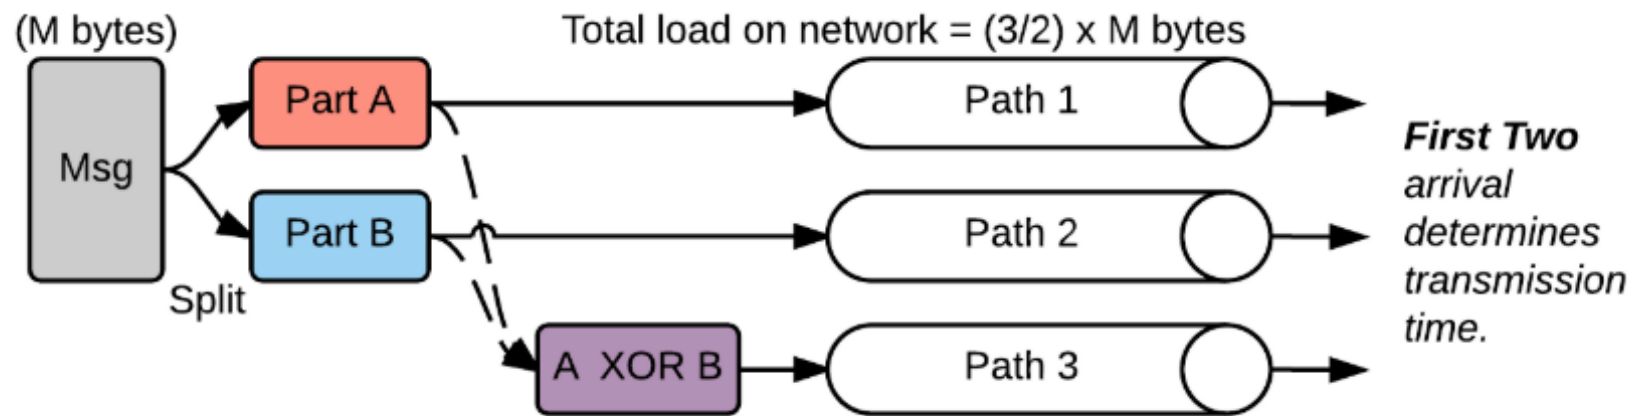 (M bytes)
Total load on network = (3/2) x M bytes
Msg
Split
Part A
Part B
A XOR B
Path 1
Path 2
Path 3
First Two
arrival
determines
transmission
time.